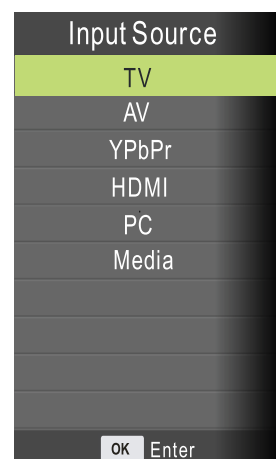 Input Source
TV
AV
YPbPr
HDMI
PC
Media
OK Enter